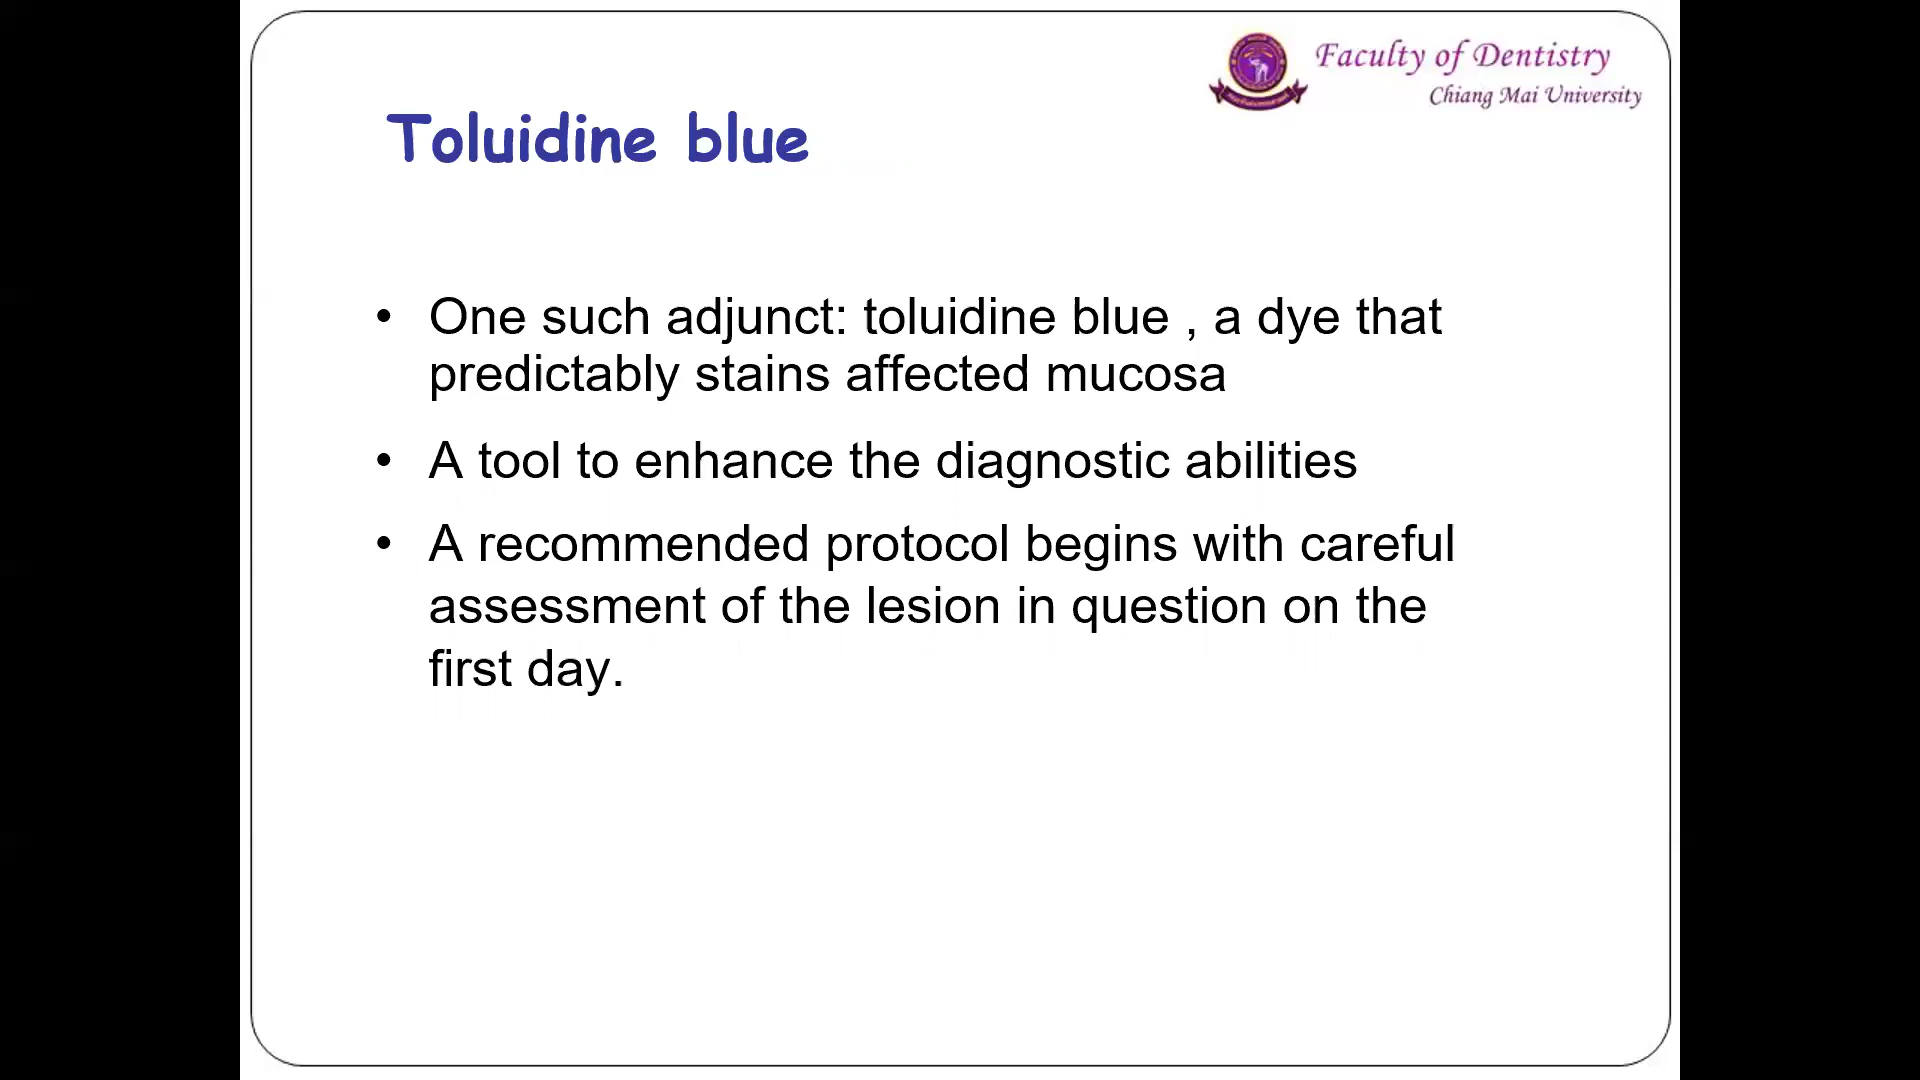 Faculty of Dentistry
Chiang Mai University
Toluidine blue
• One such adjunct: toluidine blue , a dye that
predictably stains affected mucosa
• A tool to enhance the diagnostic abilities
• A recommended protocol begins with careful
assessment of the lesion in question on the
first day.